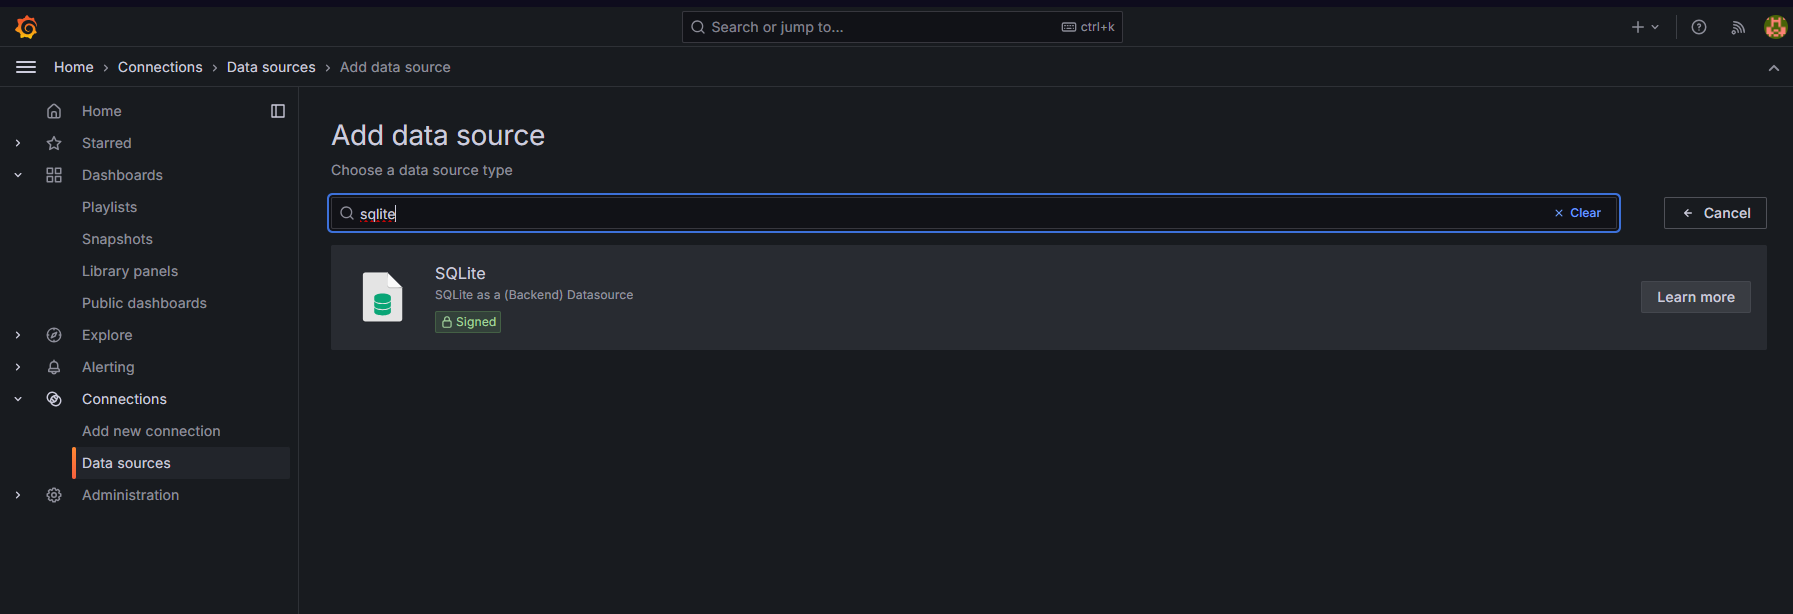 Search or jump to...
ctrl+k
Home › Connections › Data sources › Add data source
Home
Starred
Dashboards
Playlists
Snapshots
Library panels
Public dashboards
Explore
Alerting
Connections
Add new connection
Data sources
Administration
Add data source
Choose a data source type
sqlite
Clear
Cancel
SQLite
SQLite as a (Backend) Datasource
Signed
Learn more